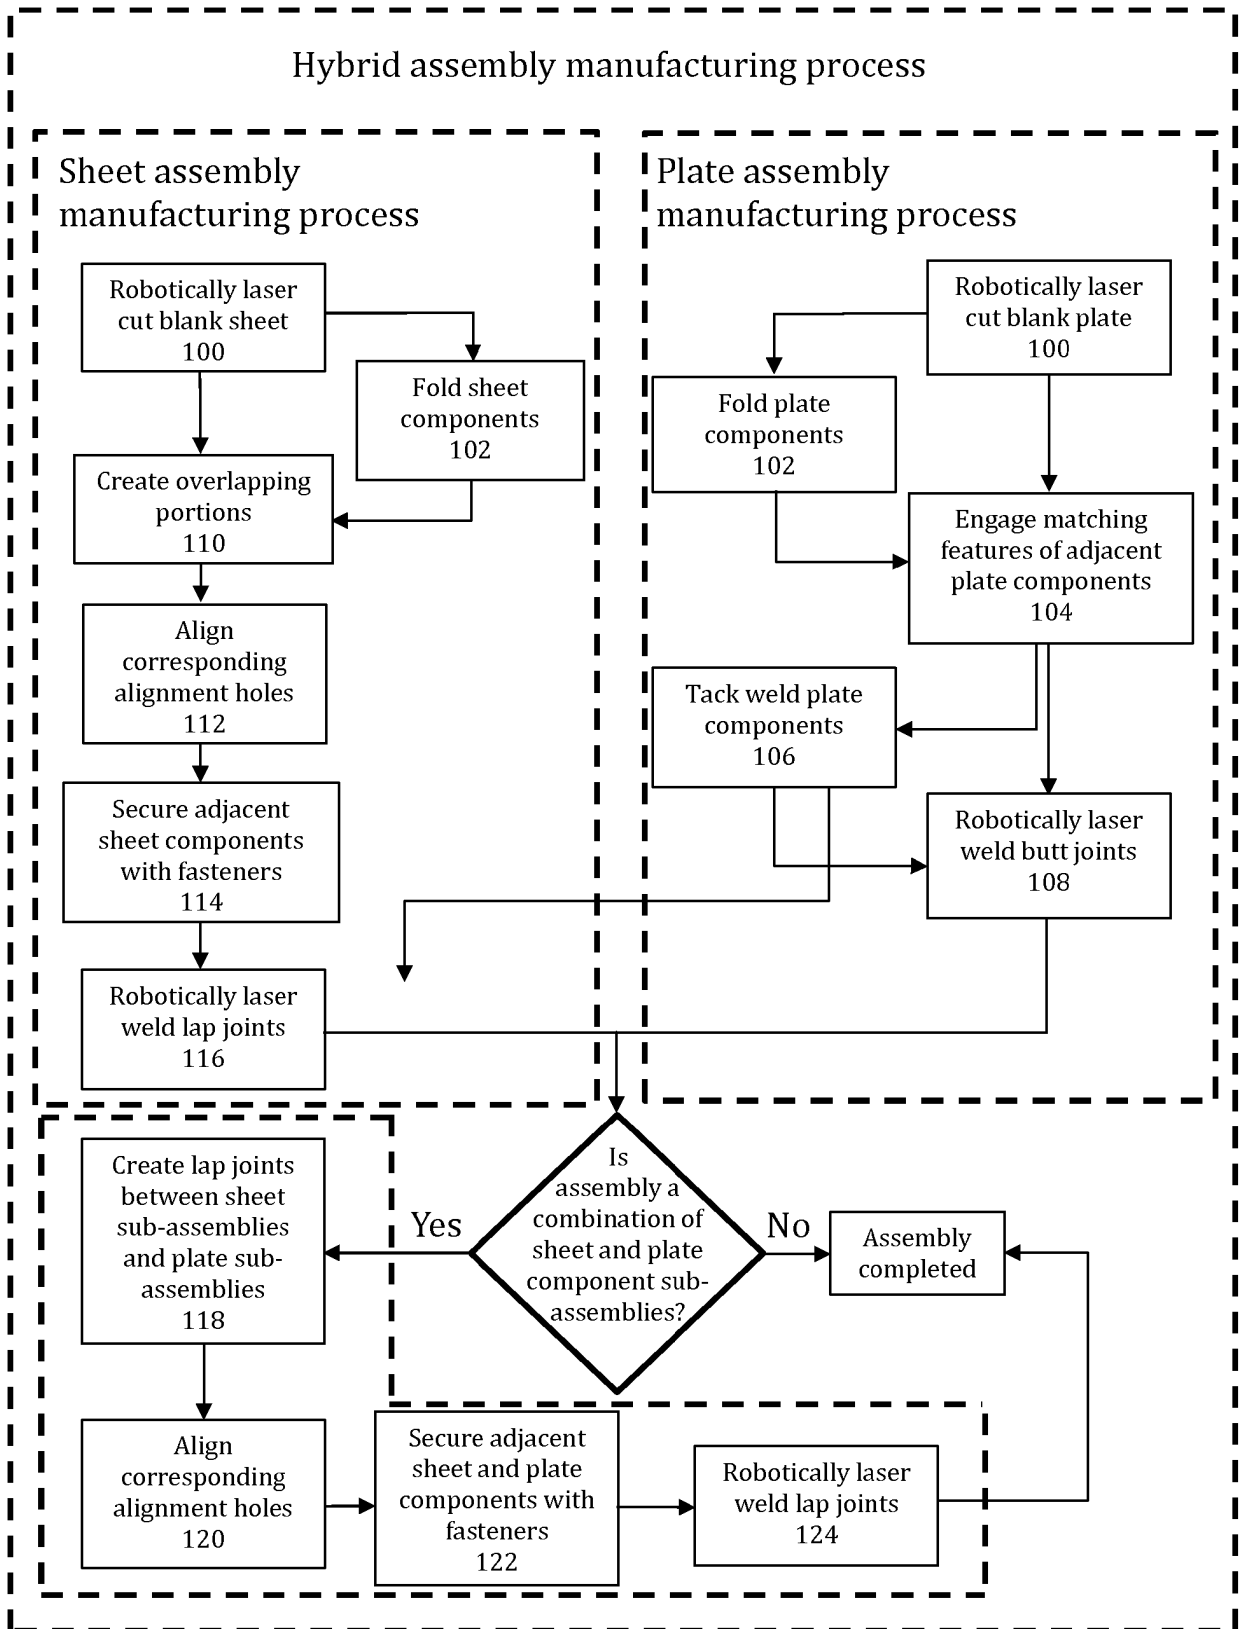 Hybrid assembly manufacturing process
Sheet assembly
manufacturing process
Robotically laser
cut blank sheet
100
Fold sheet
components
102
Create overlapping
portions
110
Align
corresponding
alignment holes
112
Secure adjacent
sheet components
with fasteners
114
Robotically laser
weld lap joints
116
Plate assembly
manufacturing process
Robotically laser
cut blank plate
100
Fold plate
components
102
Engage matching
features of adjacent
plate components
104
Tack weld plate
components
106
Robotically laser
weld butt joints
108
Is
assembly a
combination of
sheet and plate
component sub-
assemblies?
Yes
No
Assembly
completed
Create lap joints
between sheet
sub-assemblies
and plate sub-
assemblies
118
Align
corresponding
alignment holes
120
Secure adjacent
sheet and plate
components with
fasteners
122
Robotically laser
weld lap joints
124